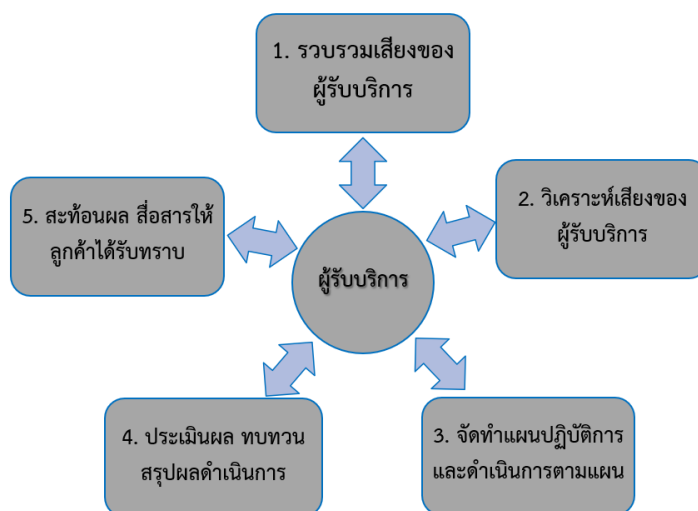 1. รวบรวมเสียงของ
ผู้รับบริการ
2. วิเคราะห์เสียงของ
ผู้รับบริการ
5. สะท้อนผล สื่อสารให้
ลูกค้าได้รับทราบ
ผู้รับบริการ
4. ประเมินผล ทบทวน
สรุปผลดำเนินการ
3. จัดทำแผนปฏิบัติการ
และดำเนินการตามแผน